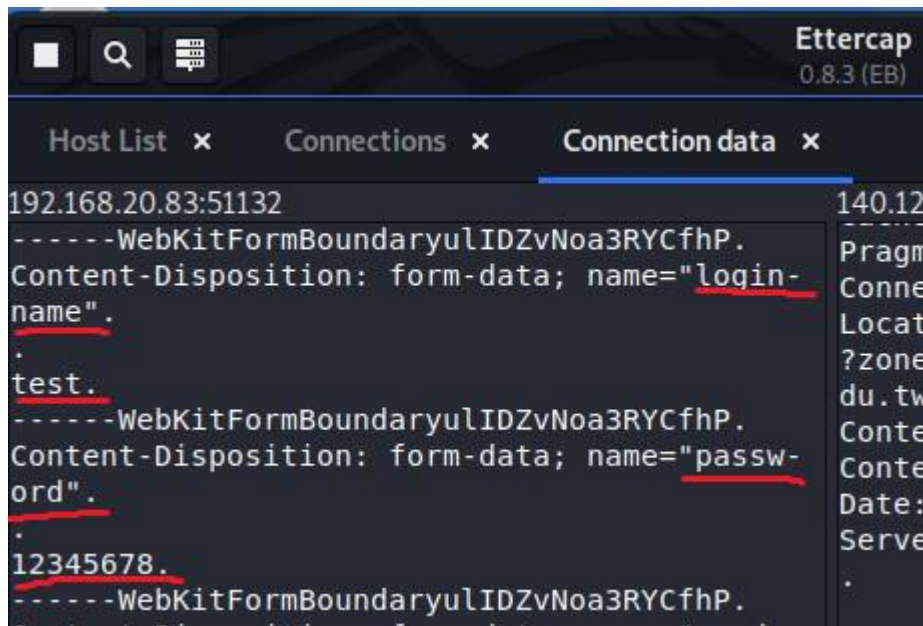 Ettercap
0.8.3 (EB)
Host List × Connections × Connection data ×
192.168.20.83:51132
------WebKitFormBoundaryulIDZvNoa3RYCfhP.
Content-Disposition: form-data; name="login-
name".
.
test.
------WebKitFormBoundaryulIDZvNoa3RYCfhP.
Content-Disposition: form-data; name="passw-
ord".
.
12345678.
------WebKitFormBoundaryulIDZvNoa3RYCfhP.
140.12
Pragm
Conne
Locat
?zone
du.tw
Conte
Conte
Date:
Serve
.